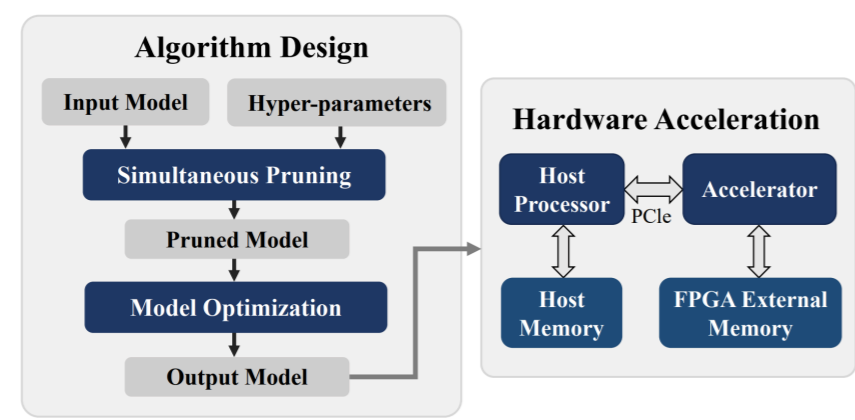 Algorithm Design
Input Model
Hyper-parameters
Simultaneous Pruning
Pruned Model
Model Optimization
Output Model
Hardware Acceleration
Host
Processor
PCle
Accelerator
Host
Memory
FPGA External
Memory